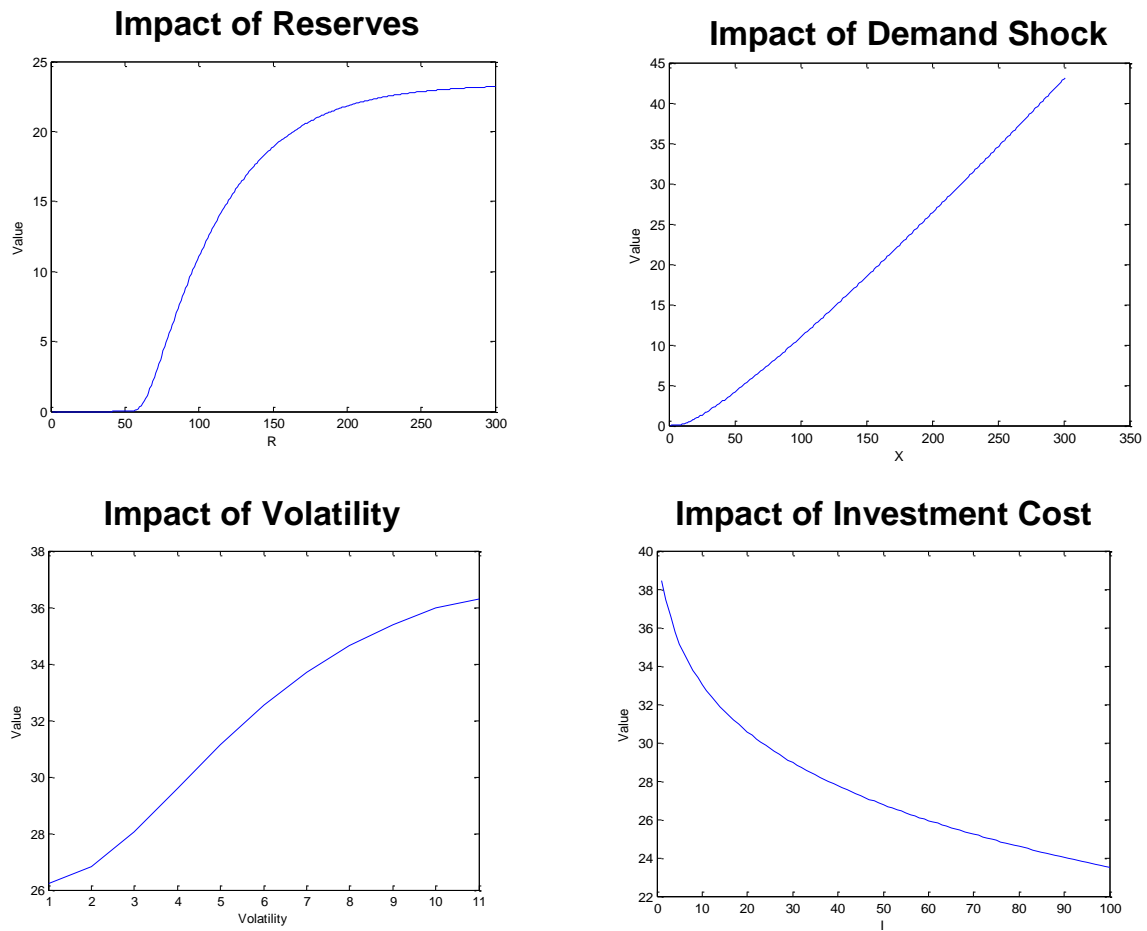 Impact of Reserves
25
20
15
10
5
0
Value
0 50 100 150 200 250 300
R
Impact of Demand Shock
45
40
35
30
25
20
15
10
5
0
Value
0 50 100 150 200 250 300 350
X
Impact of Volatility
38
36
34
32
30
28
26
Value
1 2 3 4 5 6 7 8 9 10 11
Volatility
Impact of Investment Cost
40
38
36
34
32
30
28
26
24
22
Value
0 10 20 30 40 50 60 70 80 90 100
I